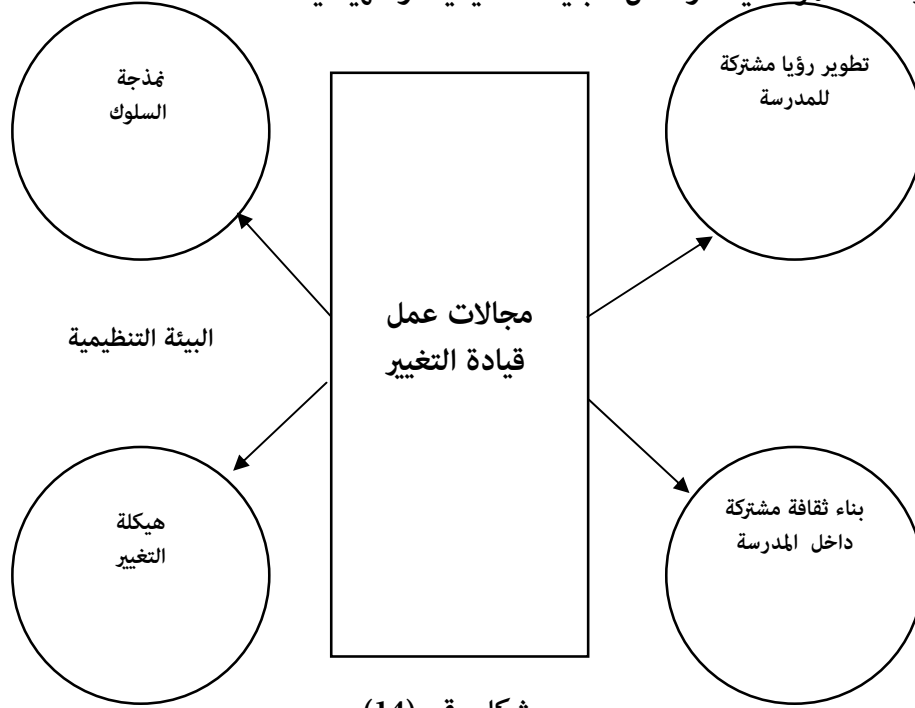 تطوير رؤيا مشتركة
للمدرسة
نمذجة
السلوك
مجالات عمل
قيادة التغيير
البيئة التنظيمية
بناء ثقافة مشتركة
داخل المدرسة
هيكلة
التغيير
(14)